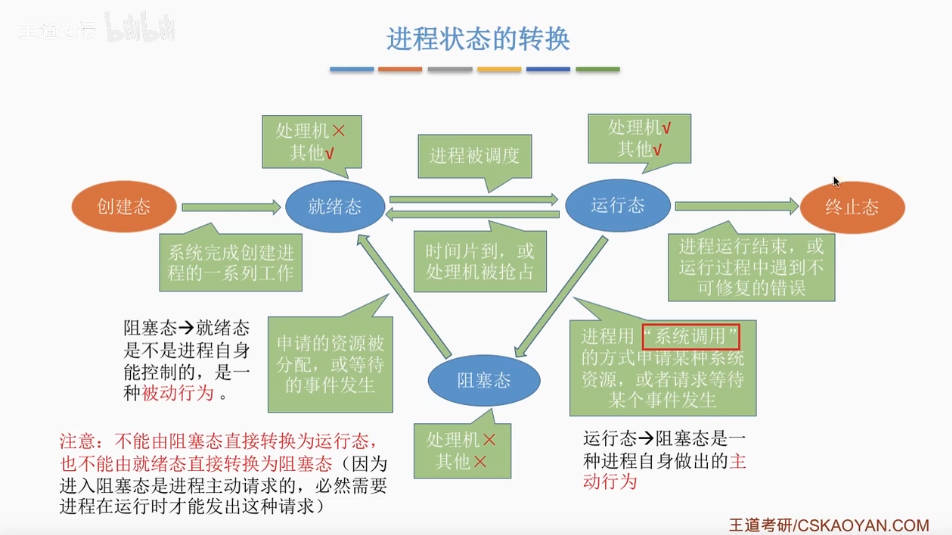 王道考研 bilibili
进程状态的转换
处理机×
其他√
进程被调度
处理机√
其他√
创建态
就绪态
运行态
终止态
系统完成创建进
程的一系列工作
时间片到，或
处理机被抢占
进程运行结束，或
运行过程中遇到不
可修复的错误
阻塞态→就绪态
是不是进程自身
能控制的，是一
种被动行为 。
申请的资源被
分配，或等待
的事件发生
阻塞态
进程用“系统调用”
的方式申请某种系统
资源，或者请求等待
某个事件发生
处理机×
其他×
运行态→阻塞态是一
种进程自身做出的主
动行为
注意：不能由阻塞态直接转换为运行态，
也不能由就绪态直接转换为阻塞态（因为
进入阻塞态是进程主动请求的，必然需要
进程在运行时才能发出这种请求）
王道考研/CSKAOYAN.COM